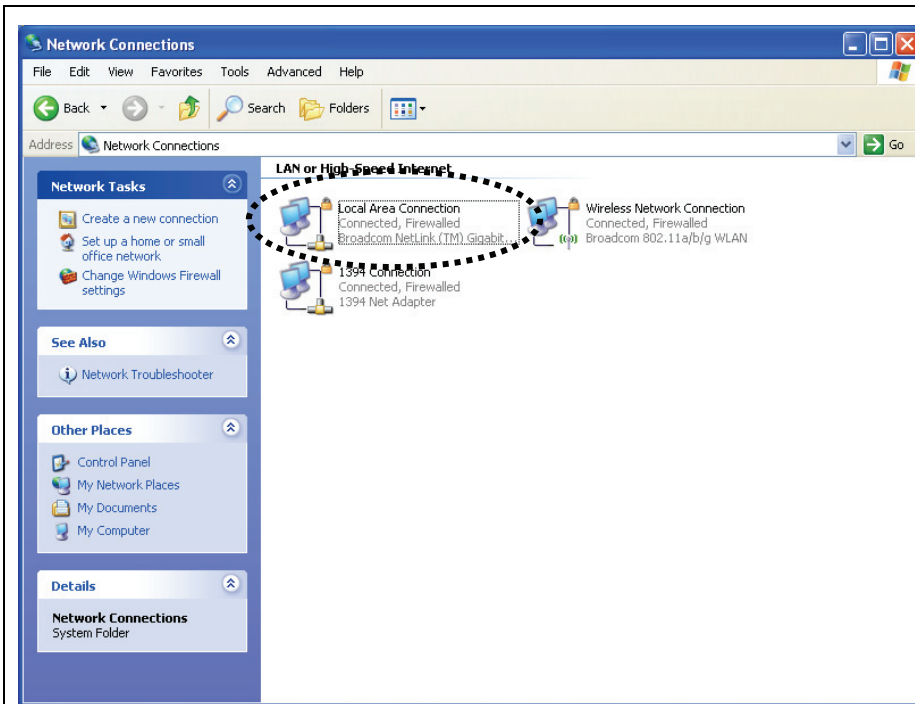 Network Connections
File Edit View Favorites Tools Advanced Help
Back Search Folders
Address Network Connections Go
Network Tasks
Create a new connection
Set up a home or small
office network
Change Windows Firewall
settings
See Also
Network Troubleshooter
Other Places
Control Panel
My Network Places
My Documents
My Computer
Details
Network Connections
System Folder
LAN or High-Speed Internet
Local Area Connection
Connected, Firewalled
Broadcom NetLink (TM) Gigabit...
Wireless Network Connection
Connected, Firewalled
Broadcom 802.11a/b/g WLAN
1394 Connection
Connected, Firewalled
1394 Net Adapter